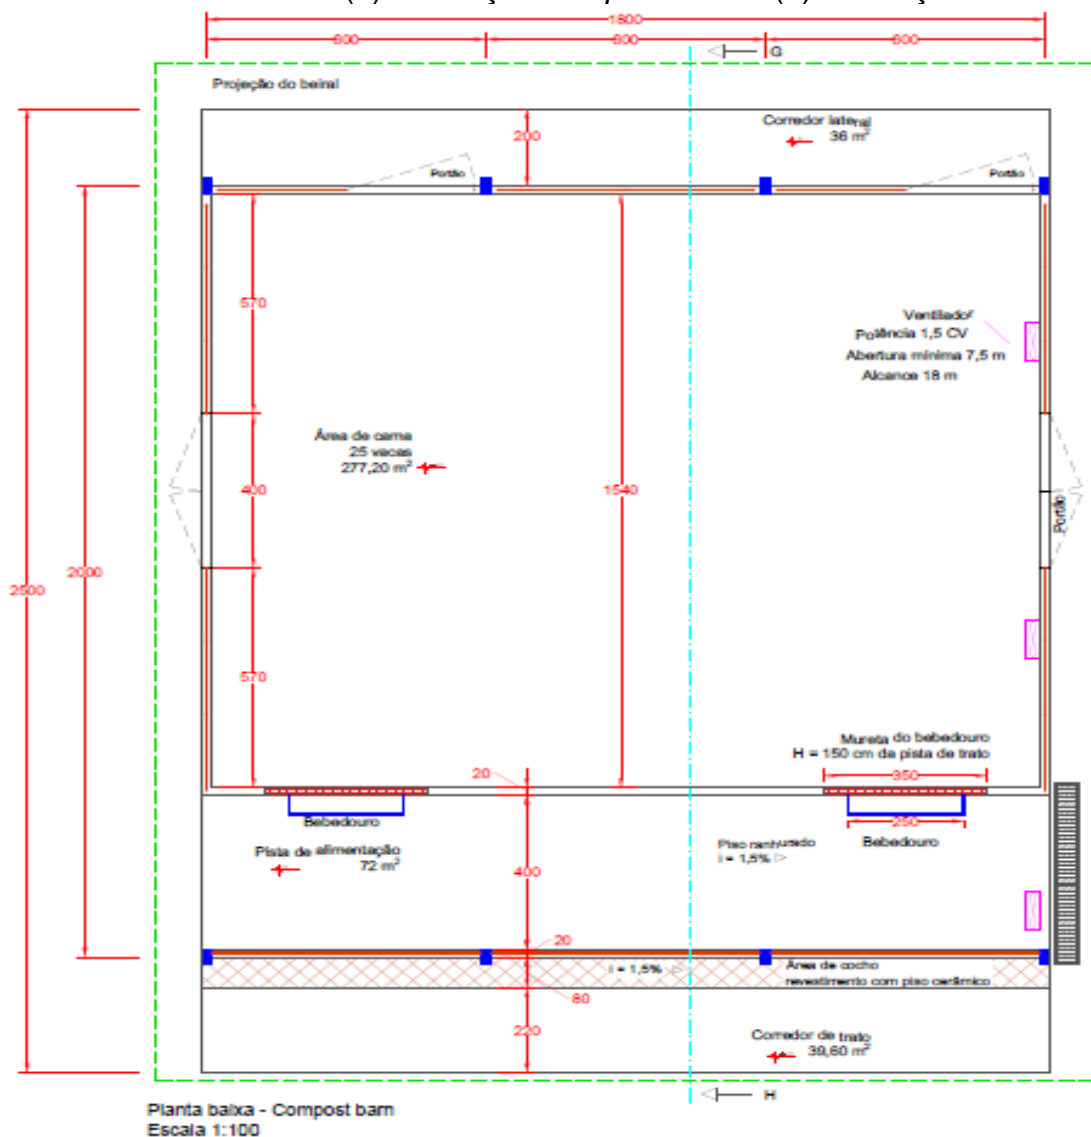 1800
600 600 600
G
Projeção do beiral
Corredor lateral
36 m²
200
Portão
Portão
570
Ventilador
Potência 1,5 CV
Abertura mínima 7,5 m
Alcance 18 m
Área de cama
25 vacas
277,20 m²
400
1540
Portão
2000
2500
570
Mureta do bebedouro
H = 150 cm da pista de trato
20
350
250
Bebedouro
Bebedouro
Pista de alimentação
72 m²
Piso ranhurado
i = 1,5%
400
20
i = 1,5%
Área de cocho
revestimento com piso cerâmico
80
220
Corredor de trato
39,60 m²
H
Planta baixa - Compost barn
Escala 1:100